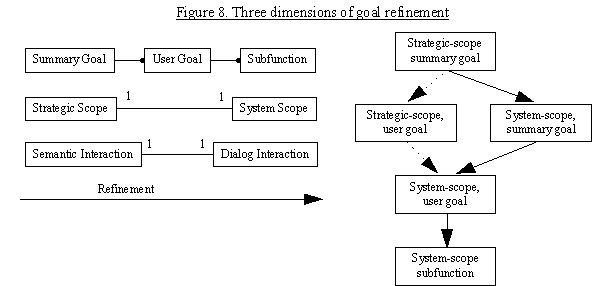 Figure 8. Three dimensions of goal refinement
Summary Goal
User Goal
Subfunction
Strategic Scope
1
1
System Scope
Semantic Interaction
1
1
Dialog Interaction
Refinement
Strategic-scope
summary goal
Strategic-scope,
user goal
System-scope,
summary goal
System-scope,
user goal
System-scope
subfunction